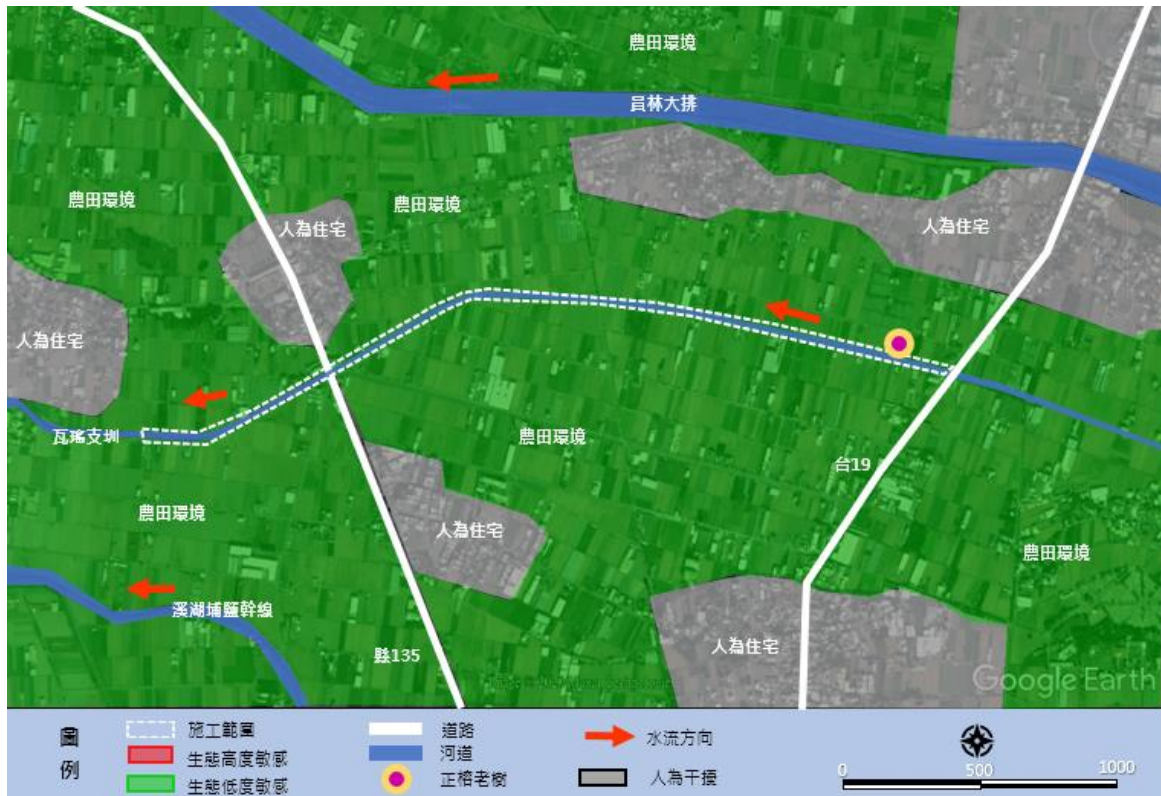 農田環境
員林大排
農田環境
農田環境
人為住宅
人為住宅
人為住宅
瓦瑤支圳
農田環境
台19
農田環境
人為住宅
農田環境
溪湖埔鹽幹線
縣135
人為住宅
Google Earth
圖例
施工範圍
生態高度敏感
生態低度敏感
道路
河道
正榕老樹
水流方向
人為干擾
0
500
1000